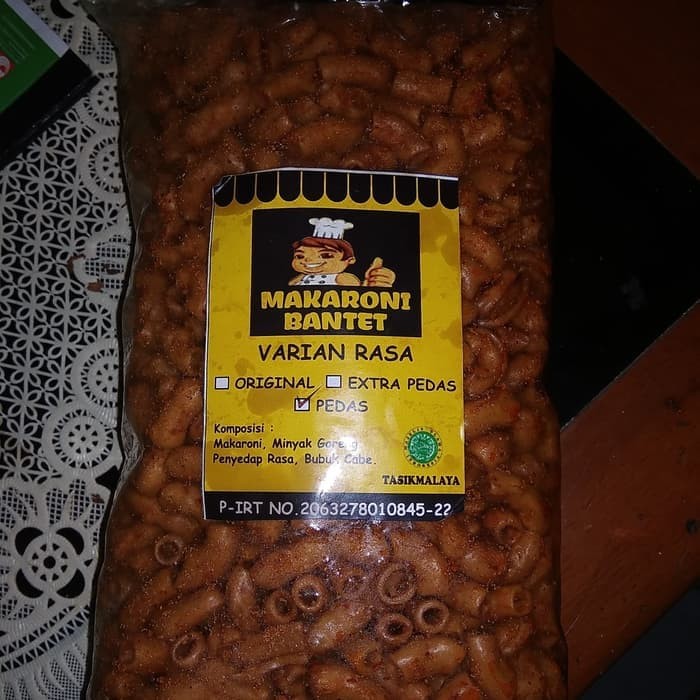 MAKARONI
BANTET
VARIAN RASA
ORIGINAL EXTRA PEDAS
PEDAS
Komposisi :
Makaroni, Minyak Goreng
Penyedap Rasa, Bubuk Cabe.
TASIKMALAYA
P-IRT NO.2063278010845-22